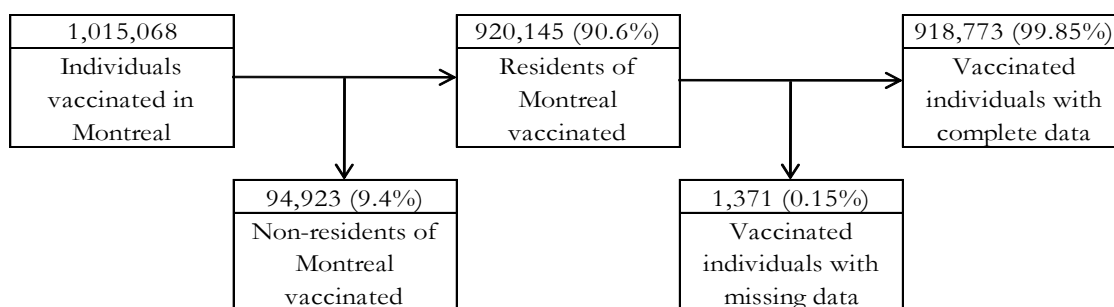 1,015,068
Individuals
vaccinated in
Montreal
920,145 (90.6%)
Residents of
Montreal
vaccinated
918,773 (99.85%)
Vaccinated
individuals with
complete data
94,923 (9.4%)
Non-residents of
Montreal
vaccinated
1,371 (0.15%)
Vaccinated
individuals with
missing data